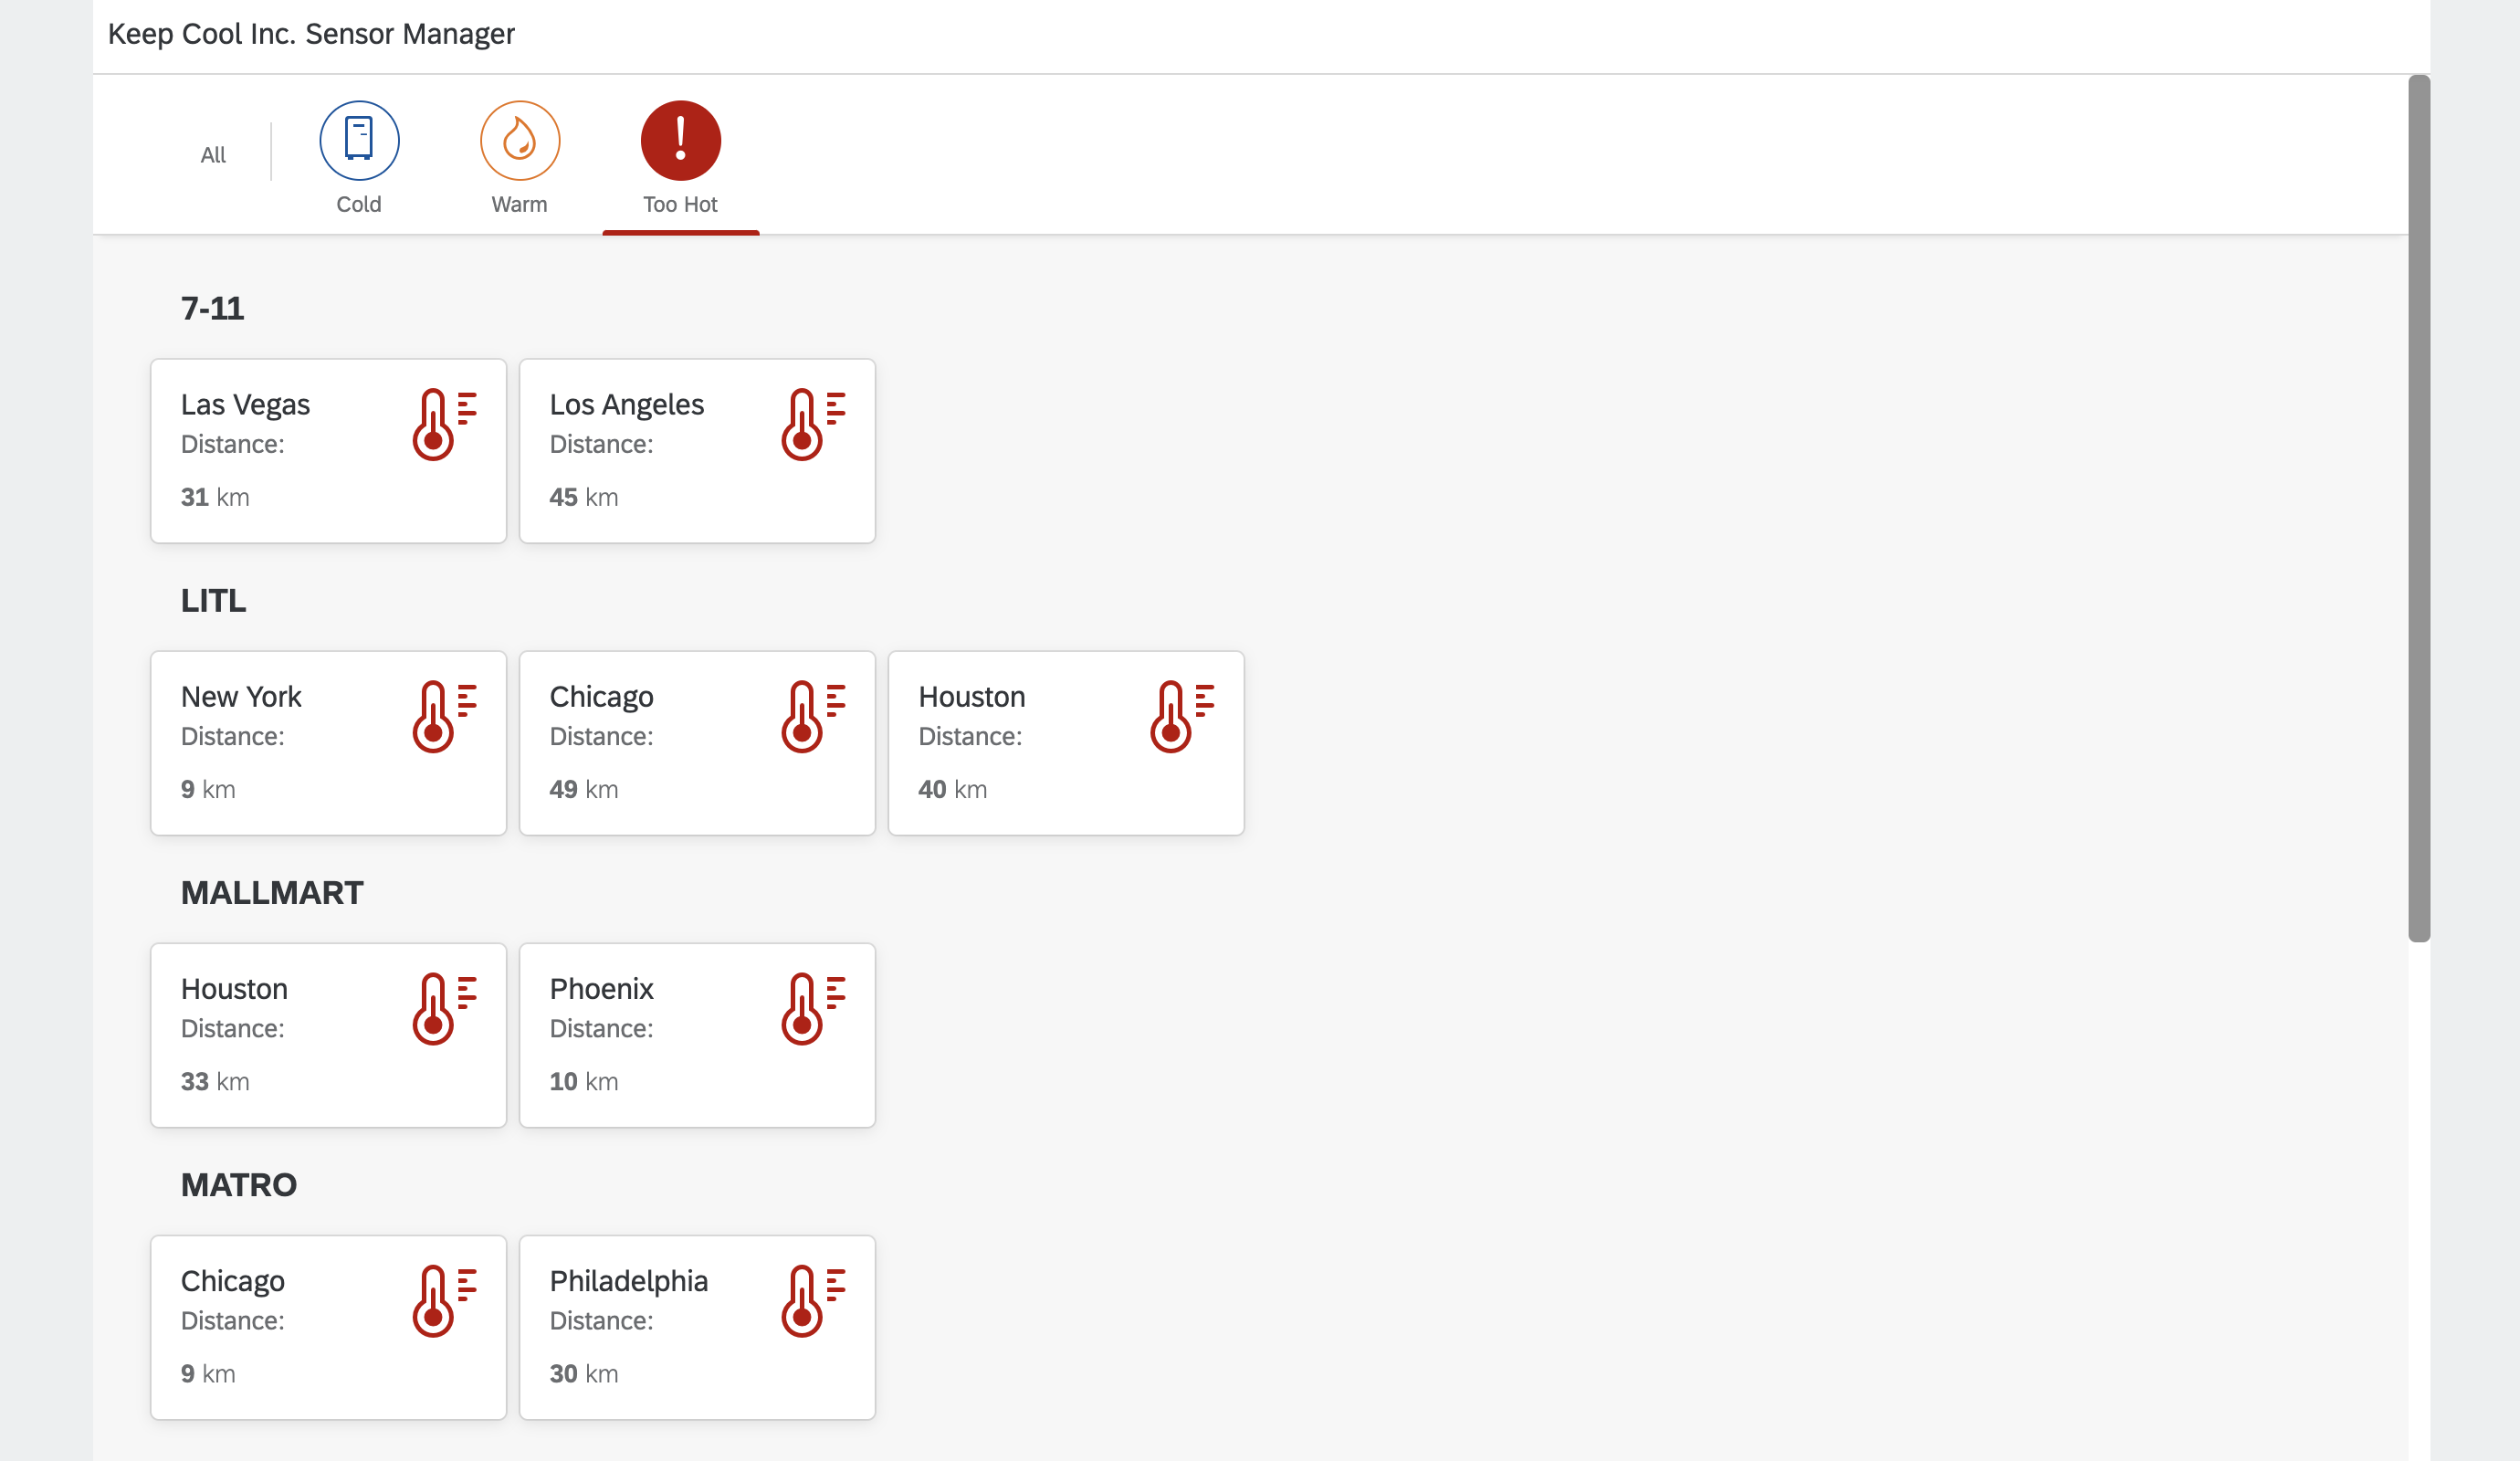 Keep Cool Inc. Sensor Manager
All
Cold
Warm
Too Hot
7-11
Las Vegas
Distance:
31 km
Los Angeles
Distance:
45 km
LITL
New York
Distance:
9 km
Chicago
Distance:
49 km
Houston
Distance:
40 km
MALLMART
Houston
Distance:
33 km
Phoenix
Distance:
10 km
MATRO
Chicago
Distance:
9 km
Philadelphia
Distance:
30 km